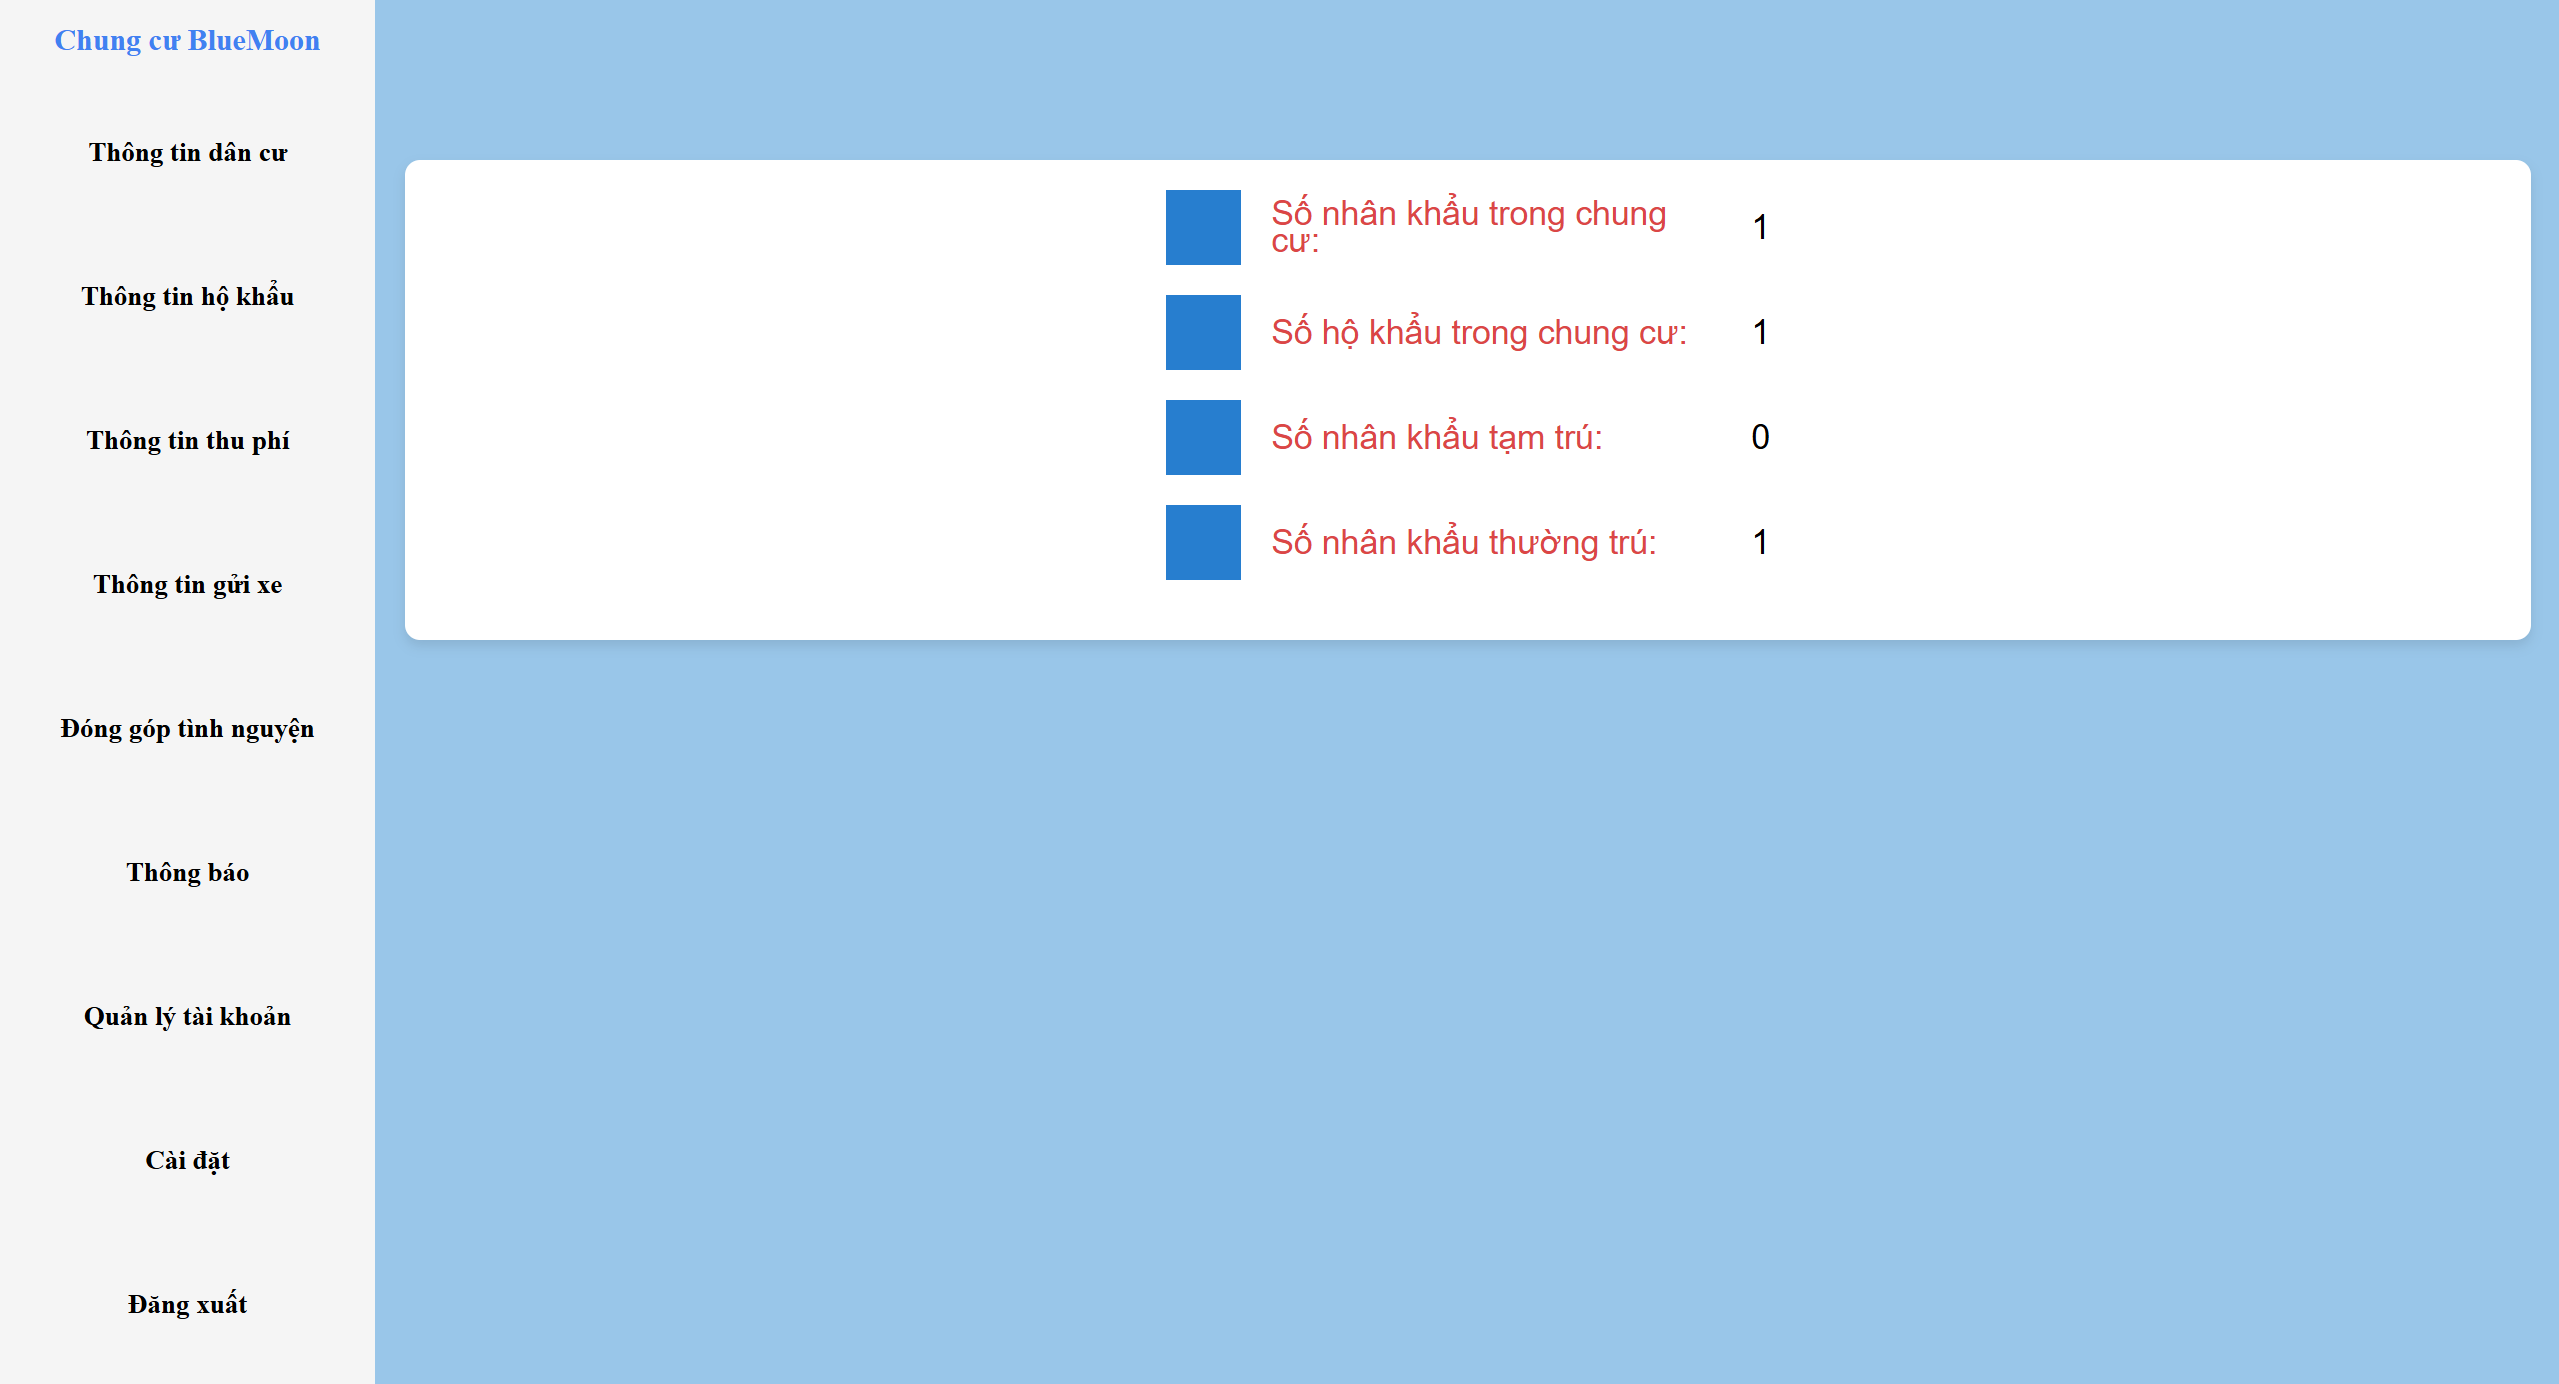 Chung cư BlueMoon
Thông tin dân cư
Thông tin hộ khẩu
Thông tin thu phí
Thông tin gửi xe
Đóng góp tình nguyện
Thông báo
Quản lý tài khoản
Cài đặt
Đăng xuất
Số nhân khẩu trong chung
cư: 1
Số hộ khẩu trong chung cư: 1
Số nhân khẩu tạm trú: 0
Số nhân khẩu thường trú: 1